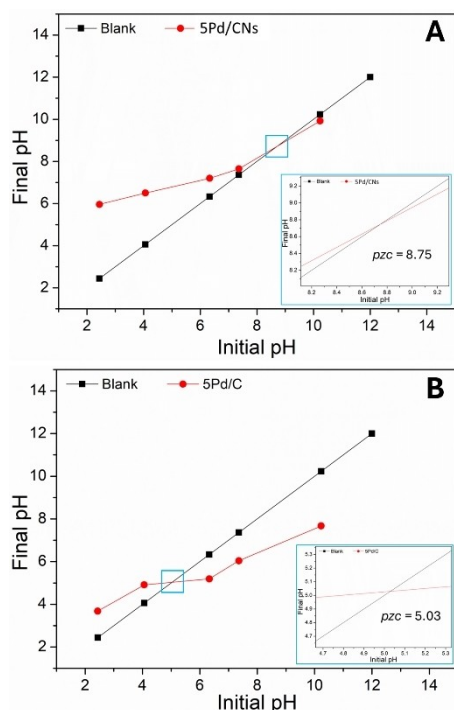 Blank 5Pd/CNs
A
14
12
10
8
6
4
2
Final pH
2 4 6 8 10 12 14
Initial pH
Blank 5Pd/CNs
9.2
9.0
8.8
8.6
8.4
8.2
Final pH
pzc = 8.75
8.2 8.4 8.6 8.8 9.0 9.2
Initial pH
Blank 5Pd/C
B
14
12
10
8
6
4
2
Final pH
2 4 6 8 10 12 14
Initial pH
Blank 5Pd/C
5.3
5.2
5.1
5.0
4.9
4.8
4.7
Final pH
pzc = 5.03
4.7 4.8 4.9 5.0 5.1 5.2 5.3
Initial pH